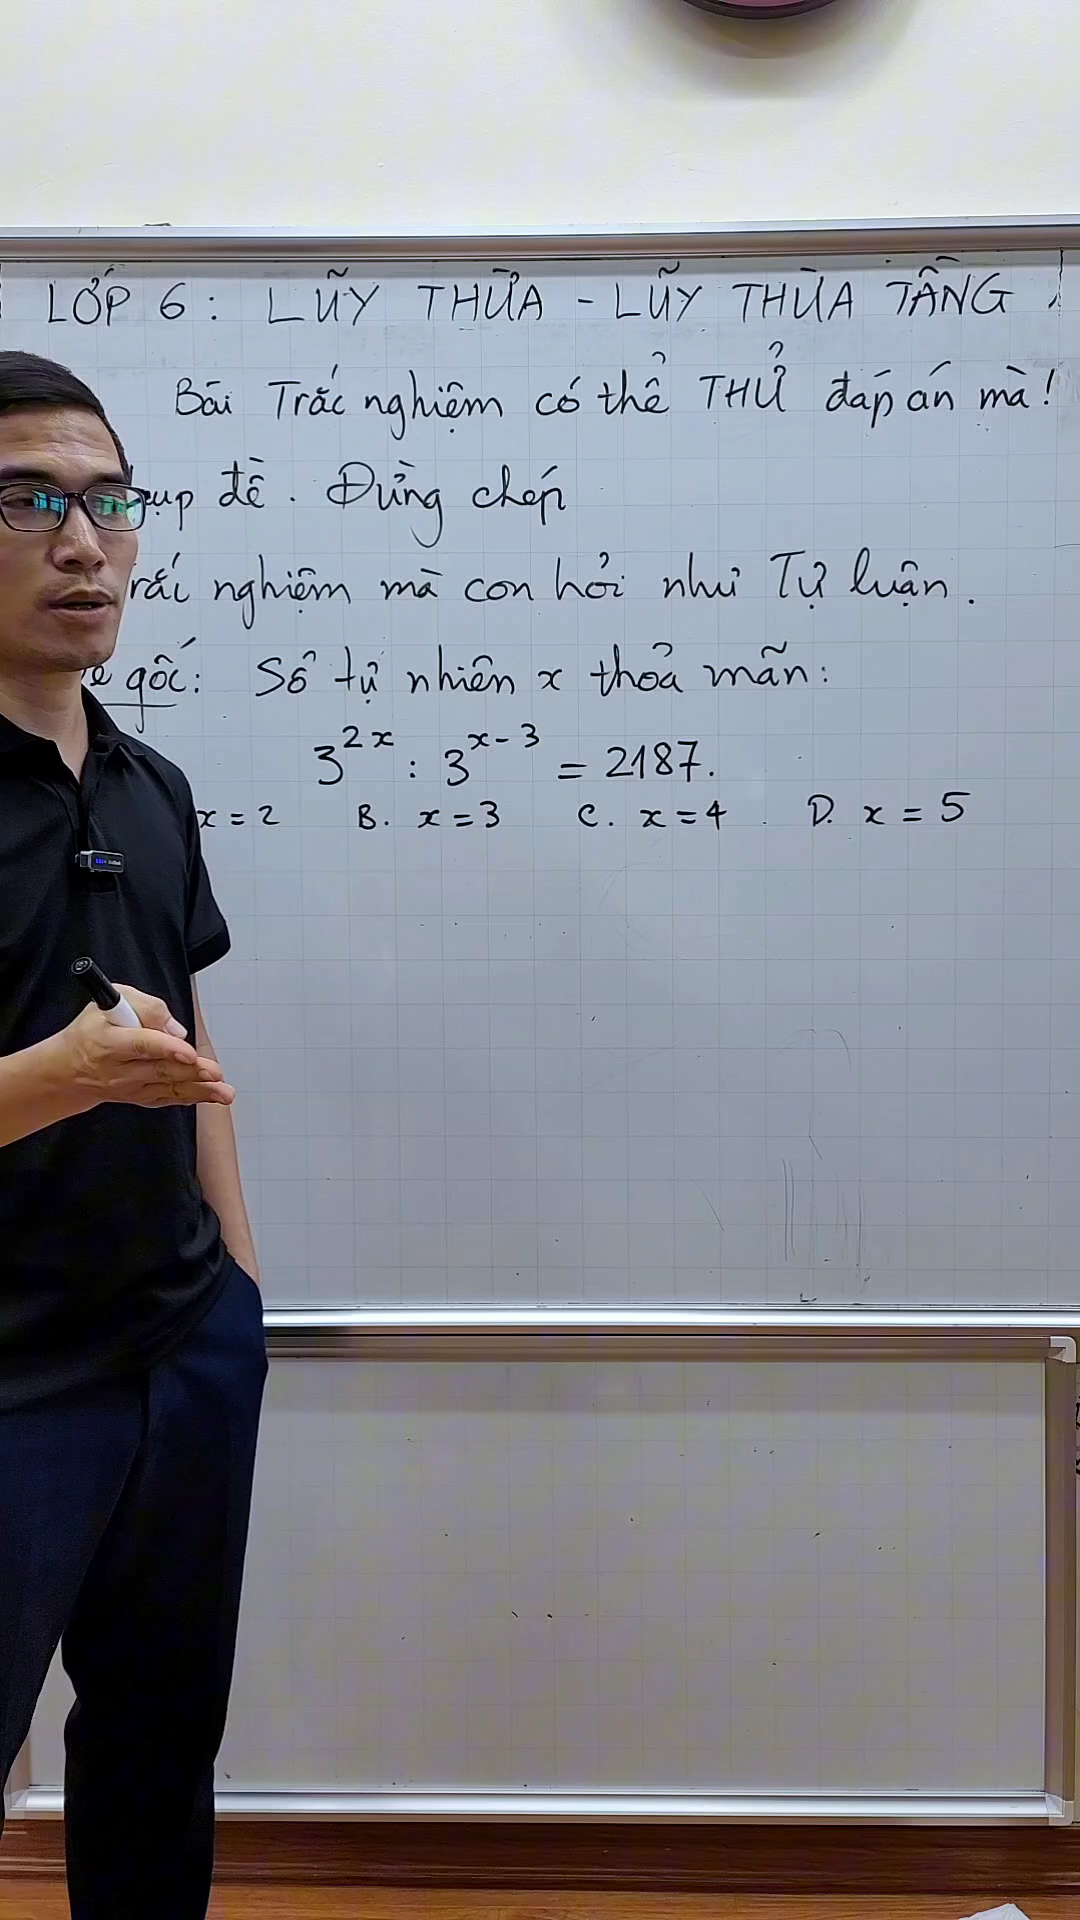 LỚP 6: LŨY THỪA - LŨY THỪA TẦNG
Bài Trắc nghiệm có thể THỬ đáp án mà!
đề. Đừng chép
nghiệm mà con hỏi như Tự luận.
gốc: Số tự nhiên x thỏa mãn:
3^{2x} : 3^{x-3} = 2187.
x = 2 B. x = 3 C. x = 4 D. x = 5